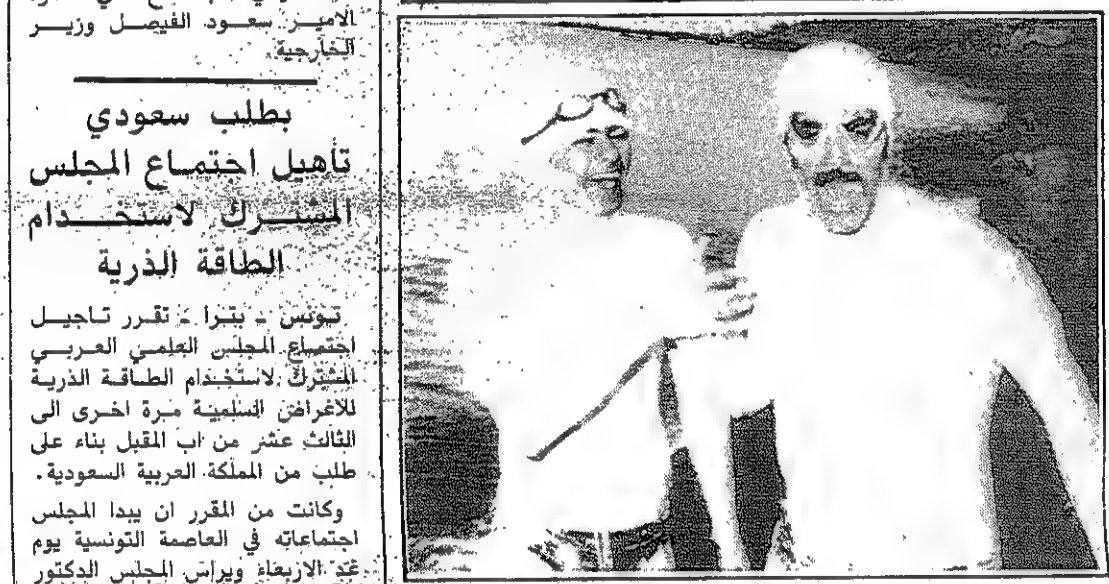 الامير سعود الفيصل وزير
الخارجية.
بطلب سعودي
تأهيل اجتماع المجلس
المشترك لاستخدام
الطاقة الذرية
تونس - بترا - تقرر تاجيل
اجتماع المجلس العلمي العربي
المشترك لاستخدام الطاقة الذرية
للاغراض السلمية مرة اخرى الى
الثالث عشر من اب المقبل بناء على
طلب من المملكة العربية السعودية.
وكانت من المقرر ان يبدا المجلس
اجتماعاته في العاصمة التونسية يوم
غد الاربعاء ويراس المجلس الدكتور